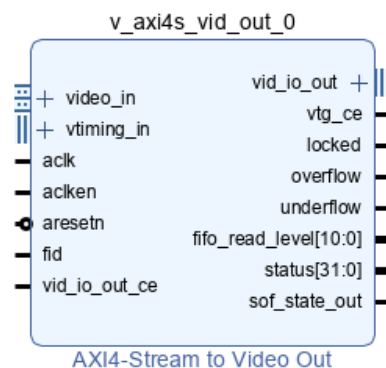 v_axi4s_vid_out_0
+ video_in
+ vtiming_in
aclk
aclken
aresetn
fid
vid_io_out_ce
vid_io_out +
vtg_ce
locked
overflow
underflow
fifo_read_level[10:0]
status[31:0]
sof_state_out
AXI4-Stream to Video Out